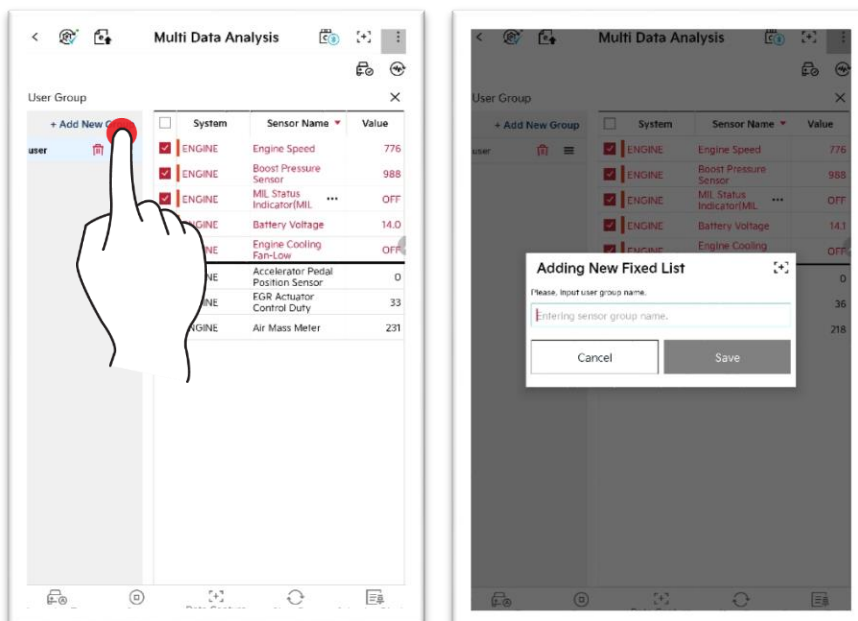 Multi Data Analysis
User Group
+ Add New
System Sensor Name Value
user
ENGINE Engine Speed 776
ENGINE Boost Pressure Sensor 988
ENGINE MIL Status Indicator(MIL ... OFF
Battery Voltage 14.0
Engine Cooling Fan-Low OFF
Accelerator Pedal Position Sensor 0
EGR Actuator Control Duty 33
Air Mass Meter 231
Multi Data Analysis
User Group
+ Add New Group System Sensor Name Value
user
ENGINE Engine Speed 776
ENGINE Boost Pressure Sensor 988
ENGINE MIL Status Indicator(MIL ... OFF
ENGINE Battery Voltage 14.1
ENGINE Engine Cooling OFF
0
36
218
Adding New Fixed List
Please, Input user group name.
Entering sensor group name.
Cancel Save